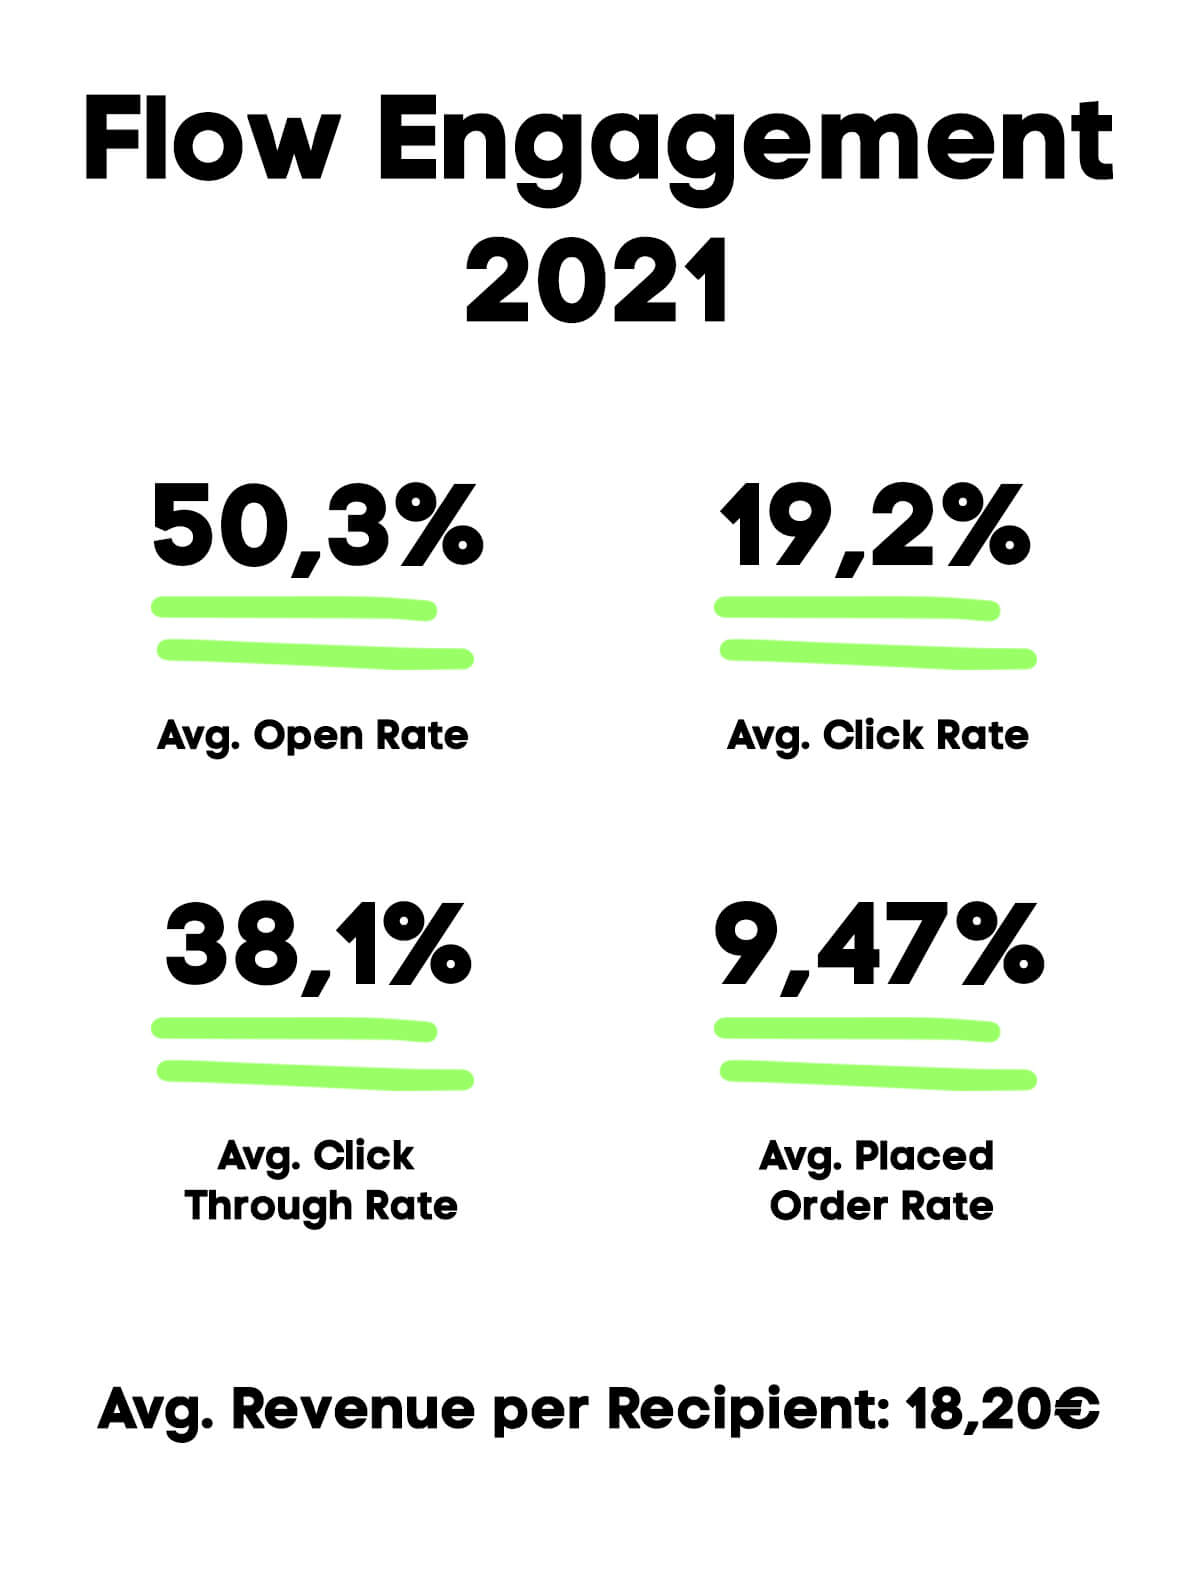 Flow Engagement
2021
50,3%
Avg. Open Rate
19,2%
Avg. Click Rate
38,1%
Avg. Click
Through Rate
9,47%
Avg. Placed
Order Rate
Avg. Revenue per Recipient: 18,20€